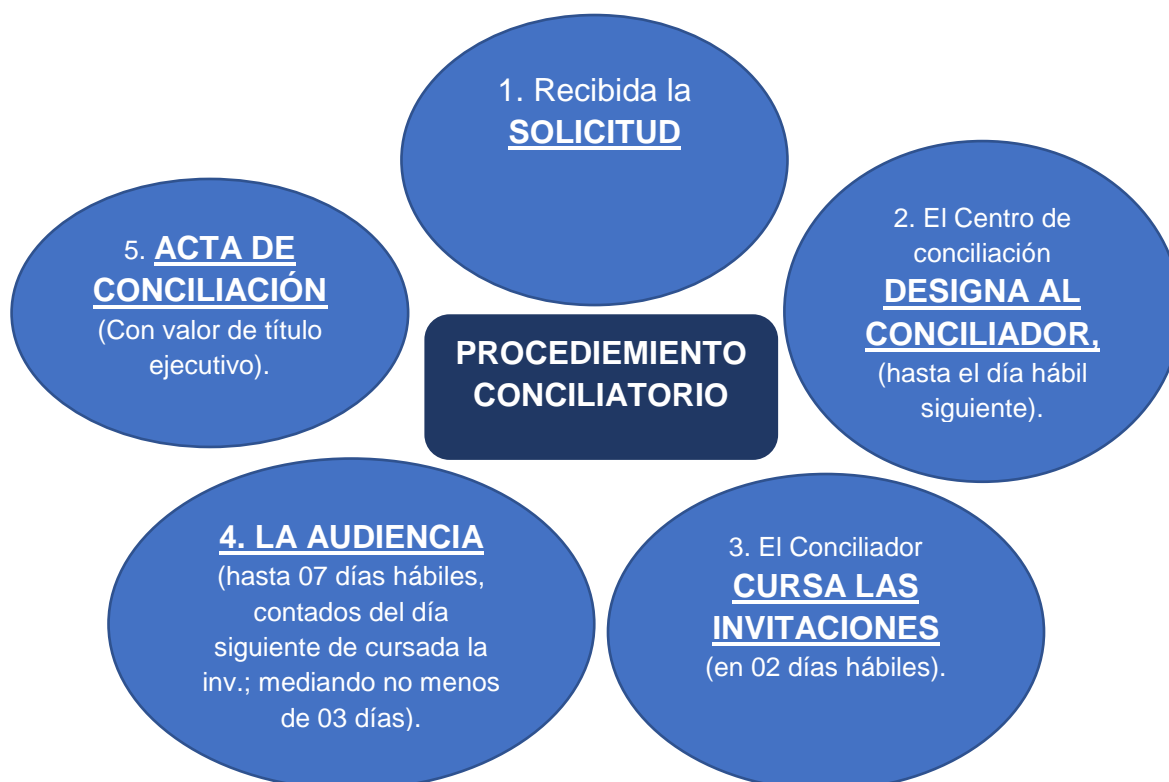 1. Recibida la
SOLICITUD
2. El Centro de
conciliación
DESIGNA AL
CONCILIADOR,
(hasta el día hábil
siguiente).
3. El Conciliador
CURSA LAS
INVITACIONES
(en 02 días hábiles).
4. LA AUDIENCIA
(hasta 07 días hábiles,
contados del día
siguiente de cursada la
inv.; mediando no menos
de 03 días).
5. ACTA DE
CONCILIACIÓN
(Con valor de título
ejecutivo).
PROCEDIEMIENTO
CONCILIATORIO